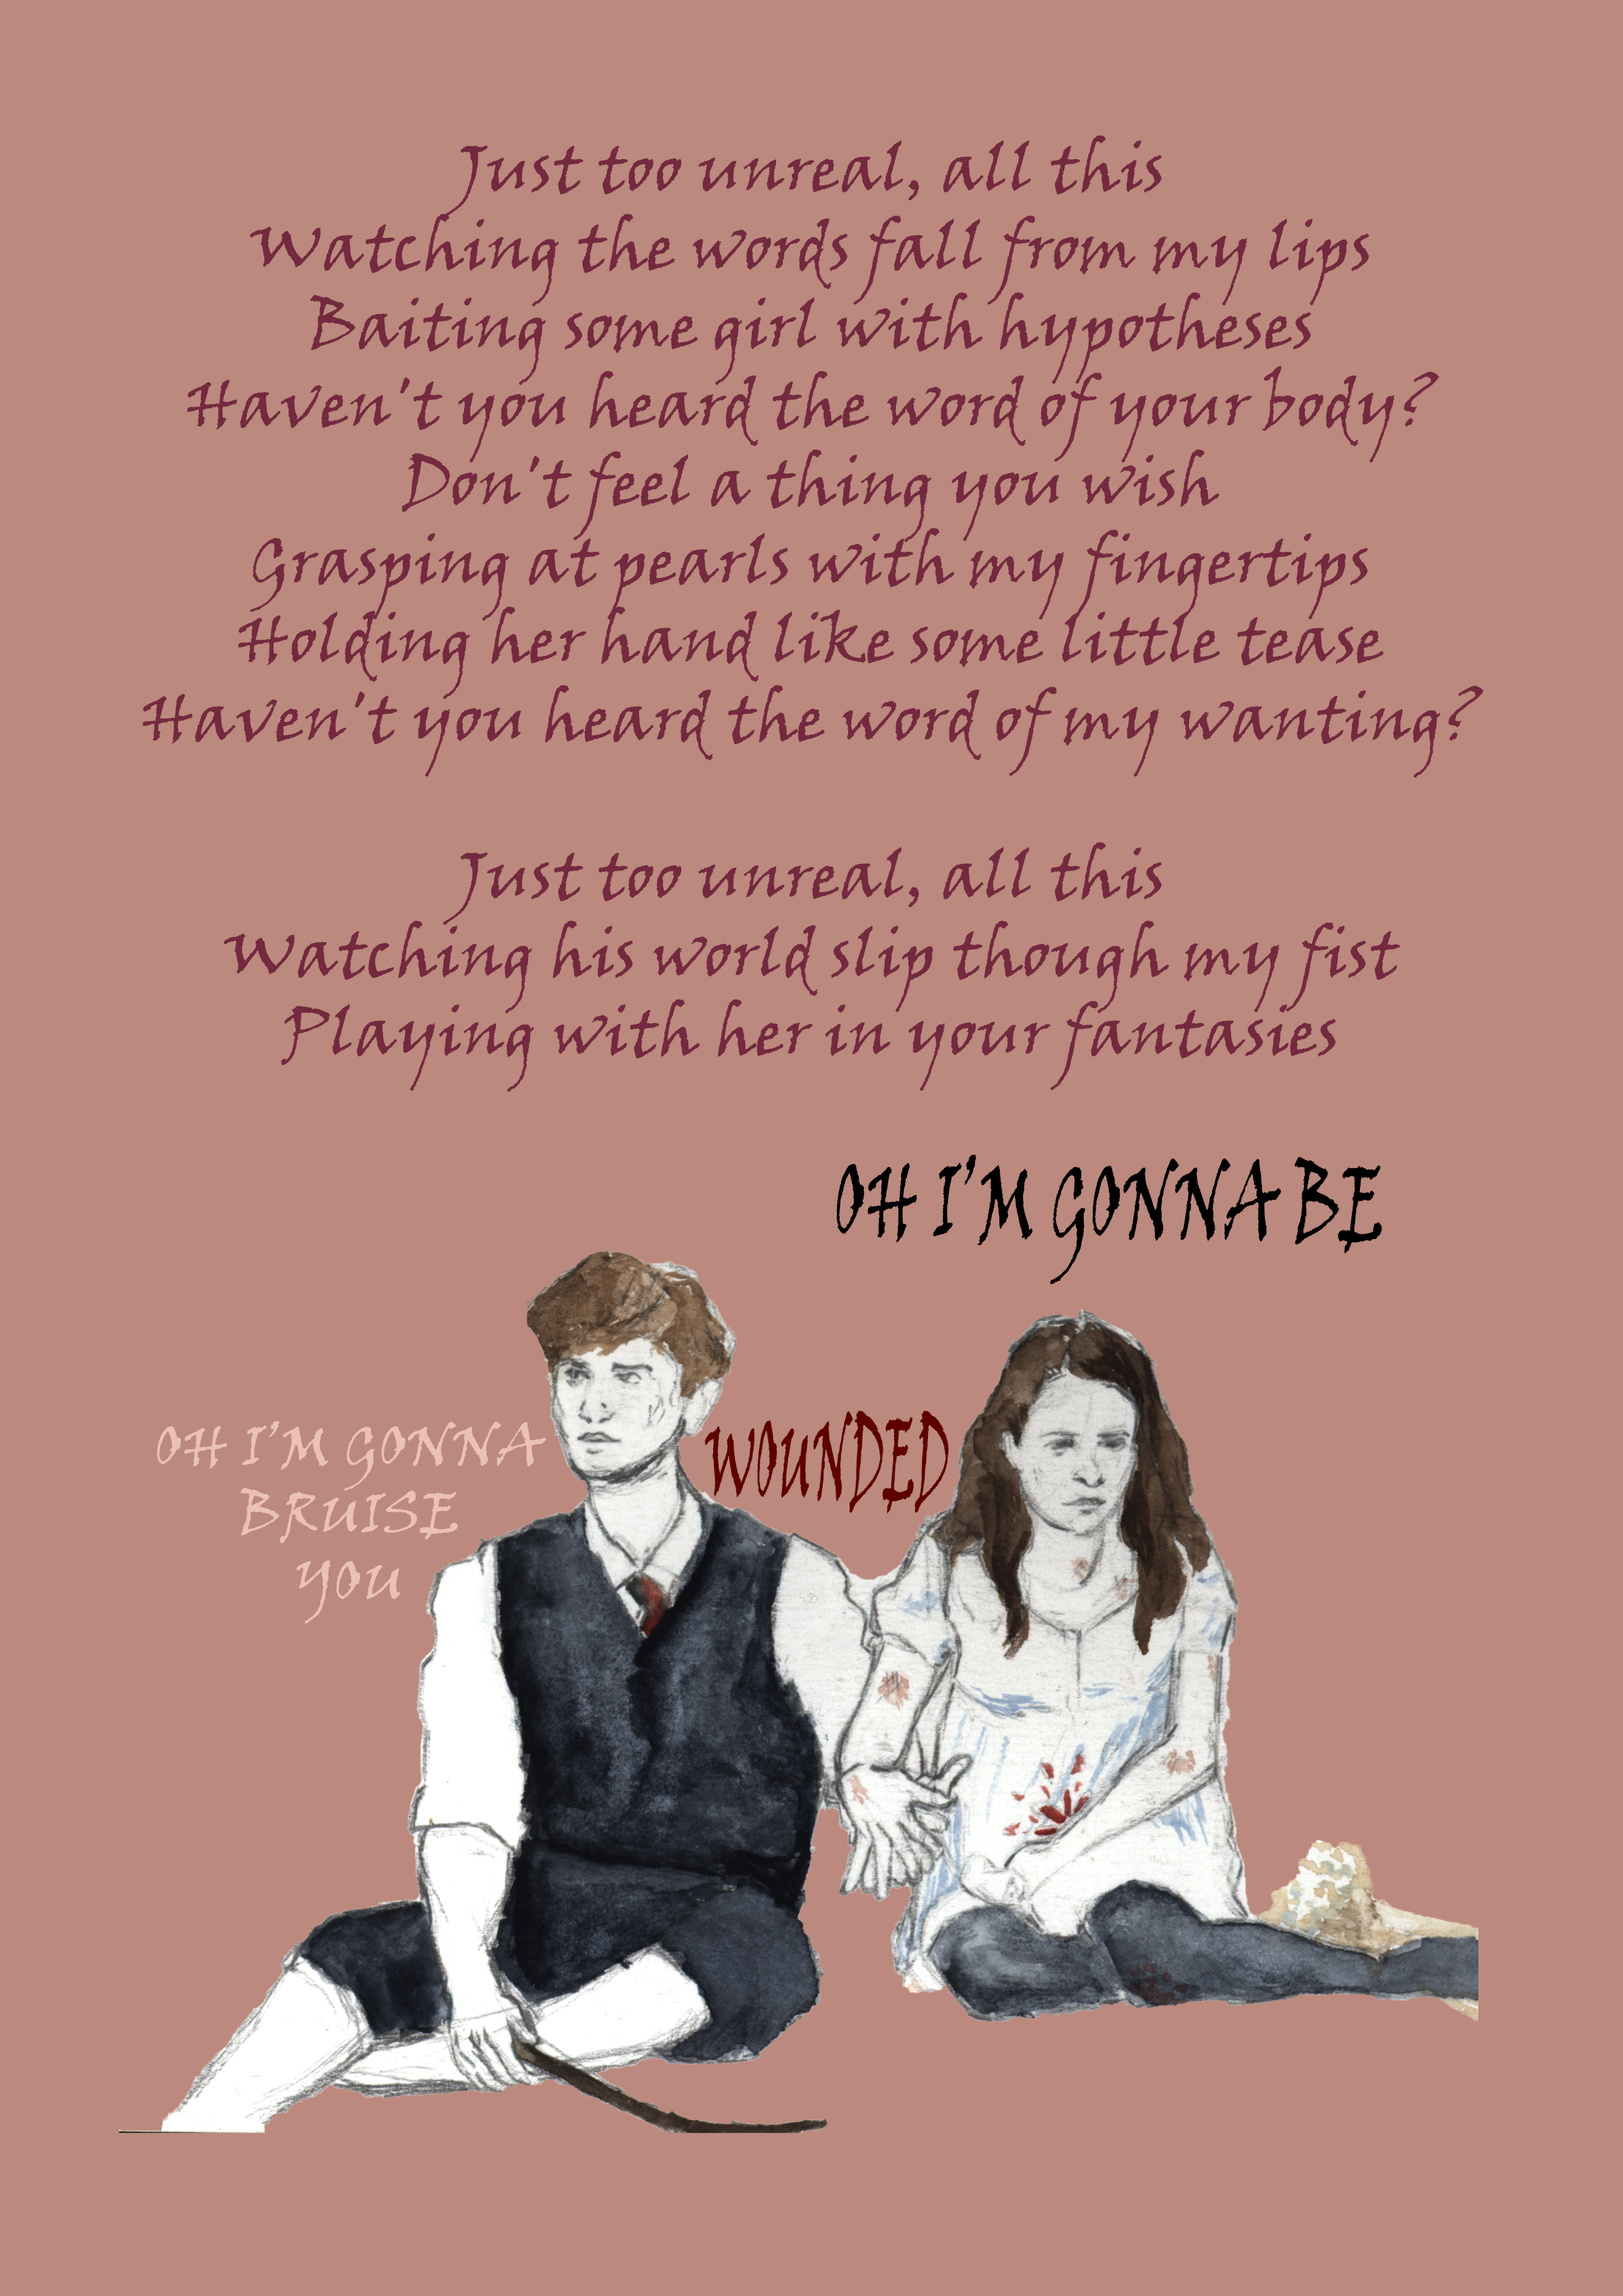 Just too unreal, all this
Watching the words fall from my lips
Baiting some girl with hypotheses
Haven't you heard the word of your body?
Don't feel a thing you wish
Grasping at pearls with my fingertips
Holding her hand like some little tease
Haven't you heard the word of my wanting?
Just too unreal, all this
Watching his world slip though my fist
Playing with her in your fantasies
OH I'M GONNA BE
WOUNDED
OH I'M GONNA
BRUISE
YOU